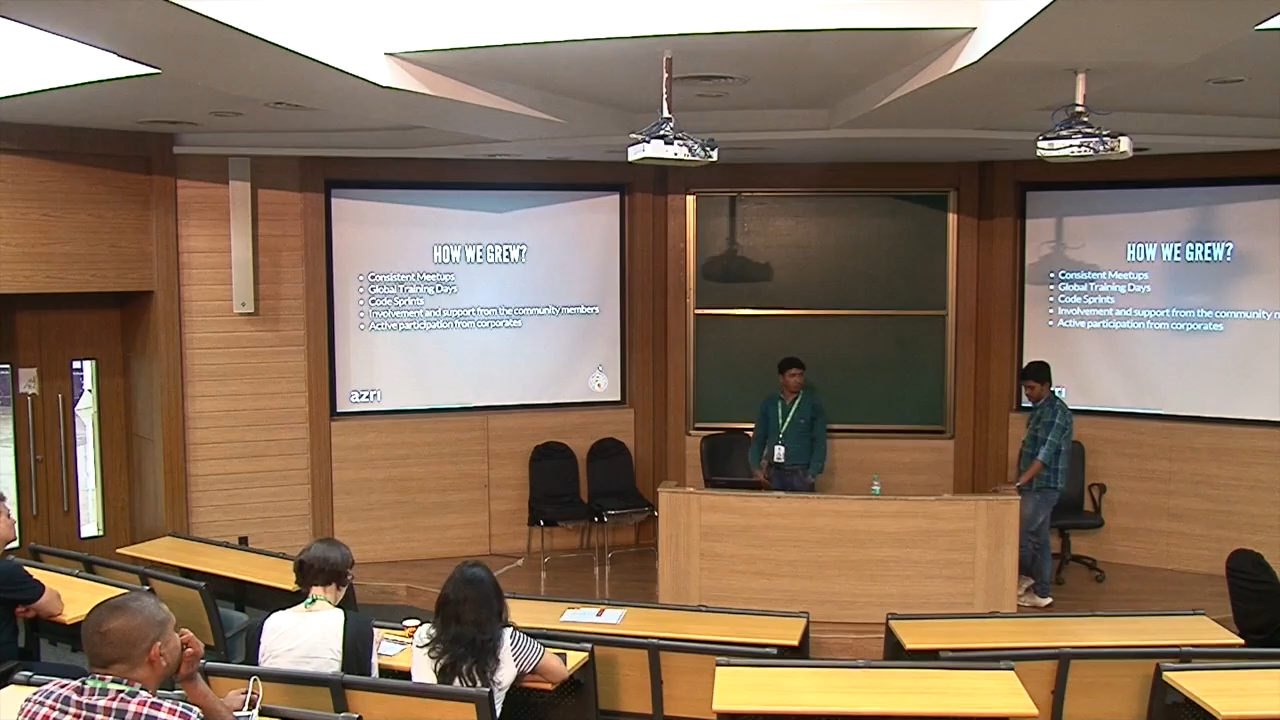 HOW WE GREW?
Consistent Meetups
Global Training Days
Code Sprints
Involvement and support from the community members
Active participation from corporates
azri
HOW WE GREW?
Consistent Meetups
Global Training Days
Code Sprints
Involvement and support from the community
Active participation from corporates